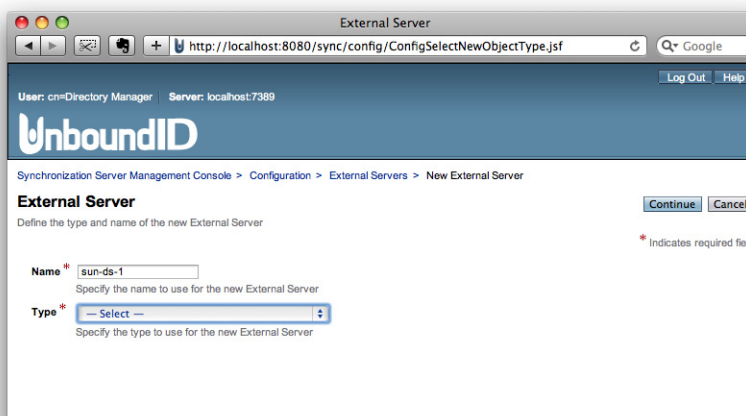 External Server
http://localhost:8080/sync/config/ConfigSelectNewObjectType.jsf
Google
Log Out Help
User: cn=Directory Manager Server: localhost:7389
UnboundID
Synchronization Server Management Console > Configuration > External Servers > New External Server
External Server
Continue Cancel
Define the type and name of the new External Server
* Indicates required fie
Name * sun-ds-1
Specify the name to use for the new External Server
Type * — Select —
Specify the type to use for the new External Server